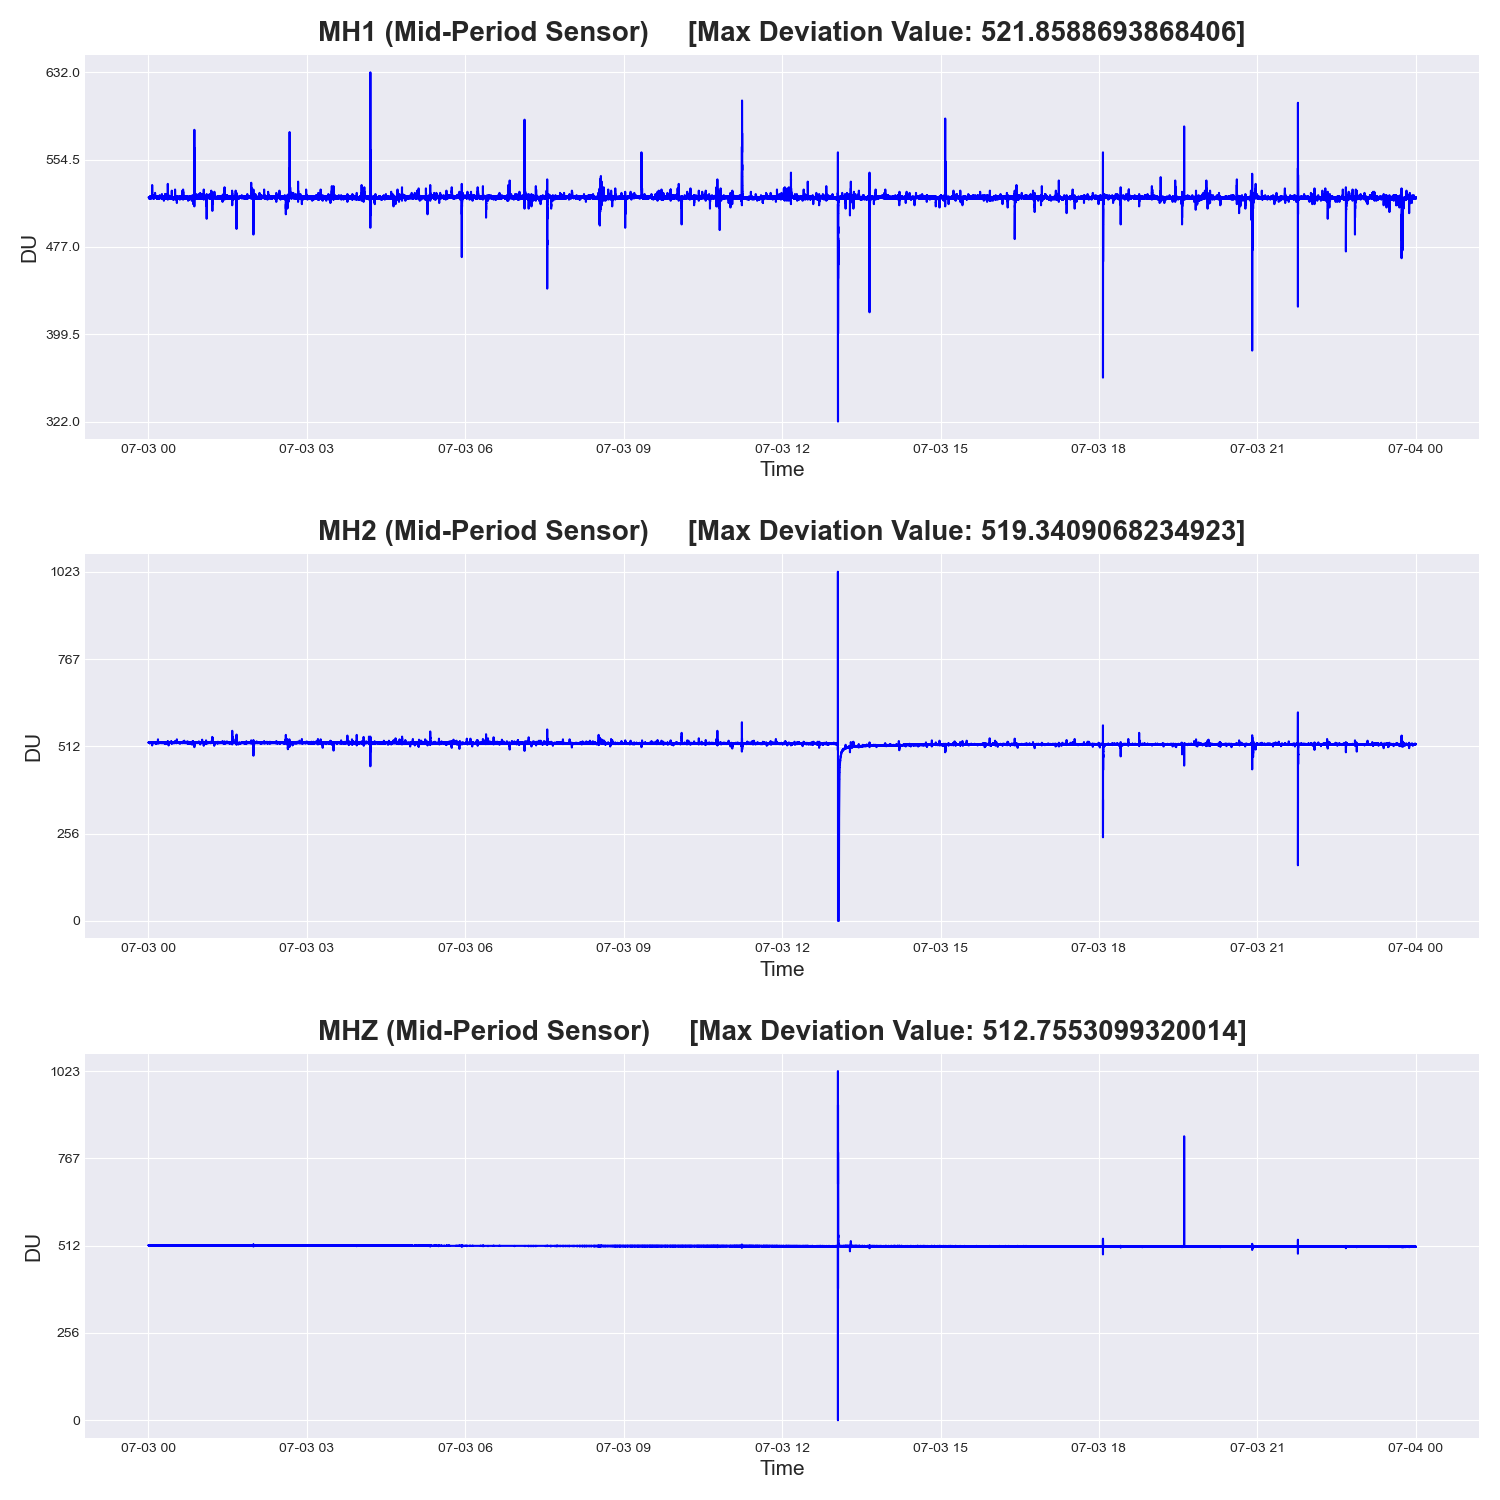 MH1 (Mid-Period Sensor) [Max Deviation Value: 521.8588693868406]
632.0
554.5
477.0
399.5
322.0
DU
07-03 00 07-03 03 07-03 06 07-03 09 07-03 12 07-03 15 07-03 18 07-03 21 07-04 00
Time
MH2 (Mid-Period Sensor) [Max Deviation Value: 519.3409068234923]
1023
767
512
256
0
DU
07-03 00 07-03 03 07-03 06 07-03 09 07-03 12 07-03 15 07-03 18 07-03 21 07-04 00
Time
MHZ (Mid-Period Sensor) [Max Deviation Value: 512.7553099320014]
1023
767
512
256
0
DU
07-03 00 07-03 03 07-03 06 07-03 09 07-03 12 07-03 15 07-03 18 07-03 21 07-04 00
Time